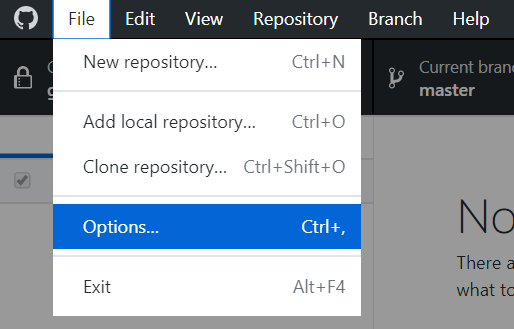 File Edit View Repository Branch Help
New repository... Ctrl+N
Current bran
master
Add local repository... Ctrl+O
Clone repository... Ctrl+Shift+O
Options... Ctrl+,
No
There a
what to
Exit Alt+F4